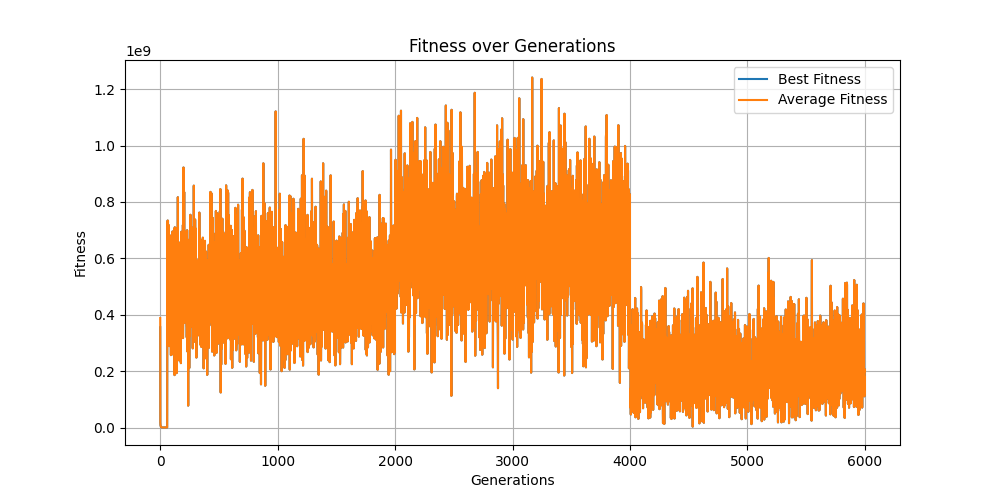 Fitness over Generations
1e9
Best Fitness
Average Fitness
1.2
1.0
0.8
0.6
0.4
0.2
0.0
Fitness
0 1000 2000 3000 4000 5000 6000
Generations